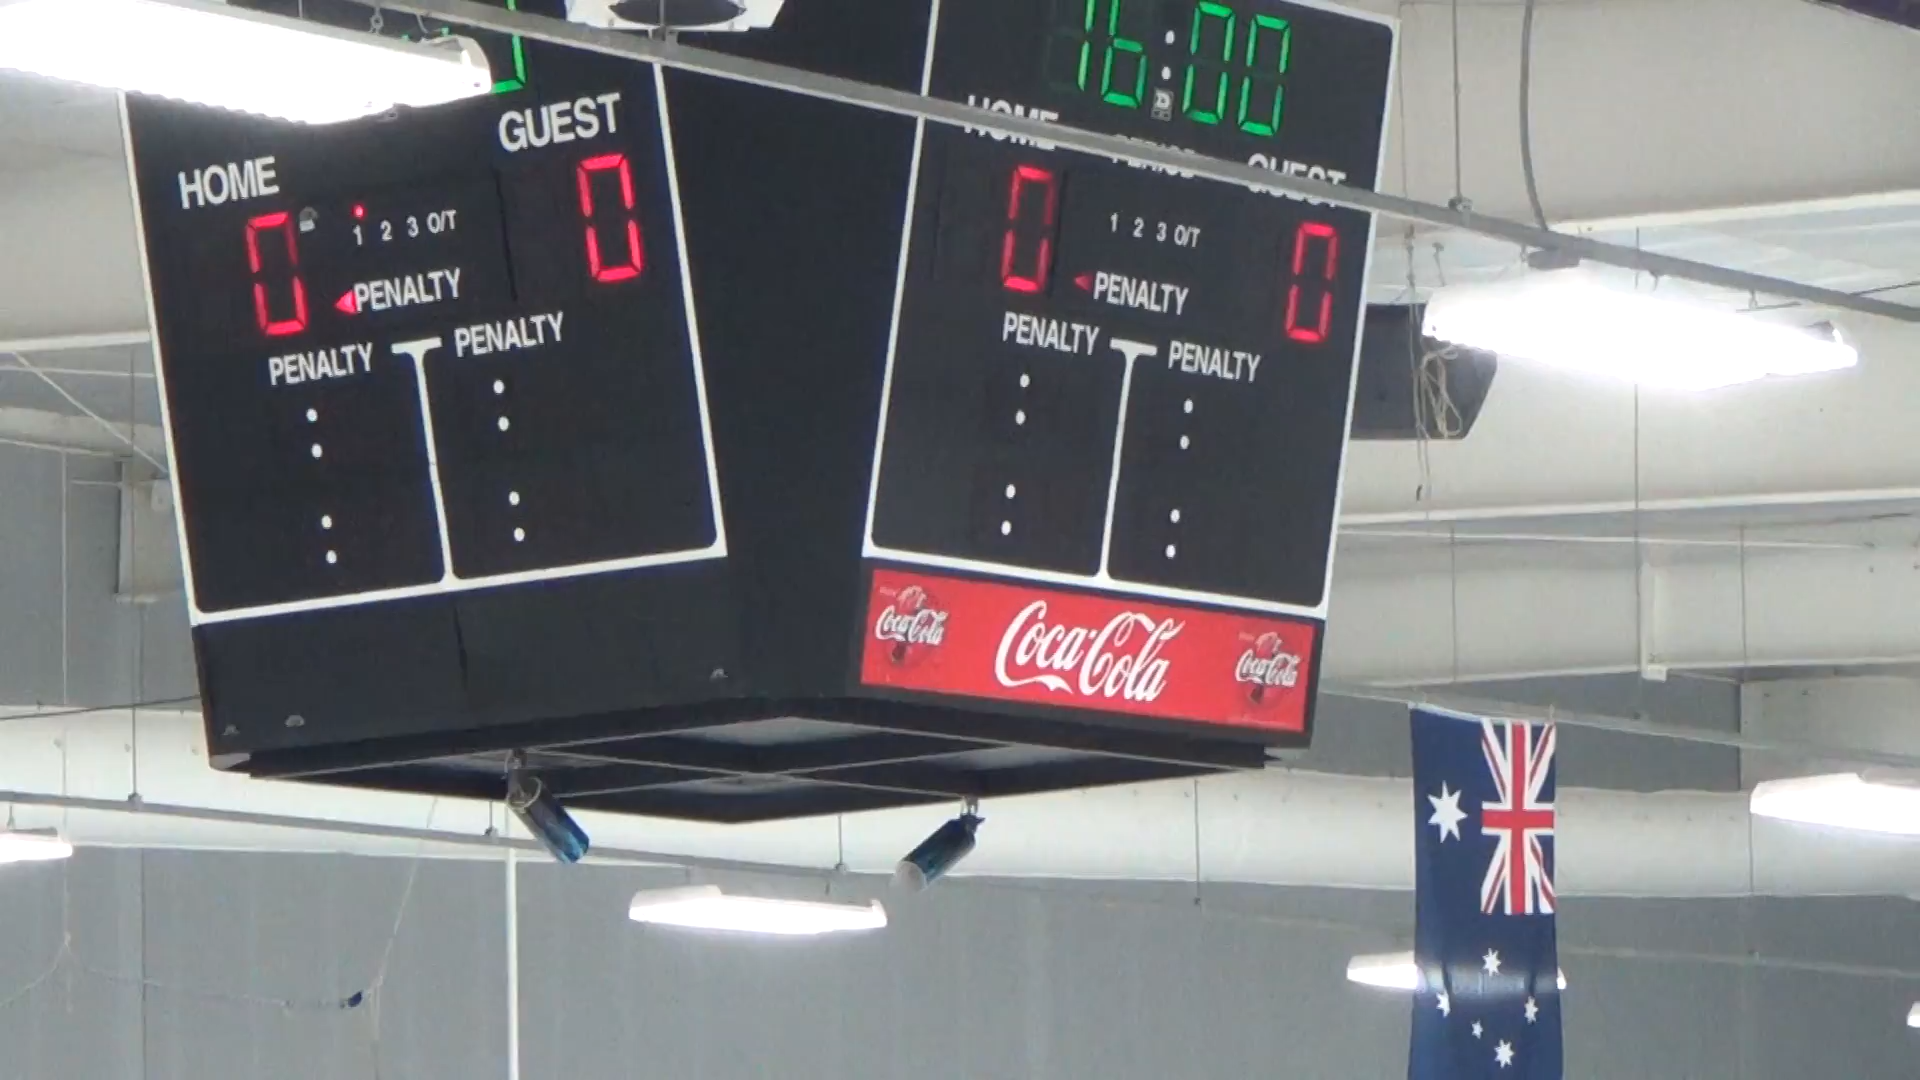 HOME
GUEST
0
0
1 2 3 O/T
PENALTY
PENALTY
PENALTY
16:00
HOME
PERIOD
GUEST
0
0
1 2 3 O/T
PENALTY
PENALTY
PENALTY
Coca-Cola
Coca-Cola
Coca-Cola